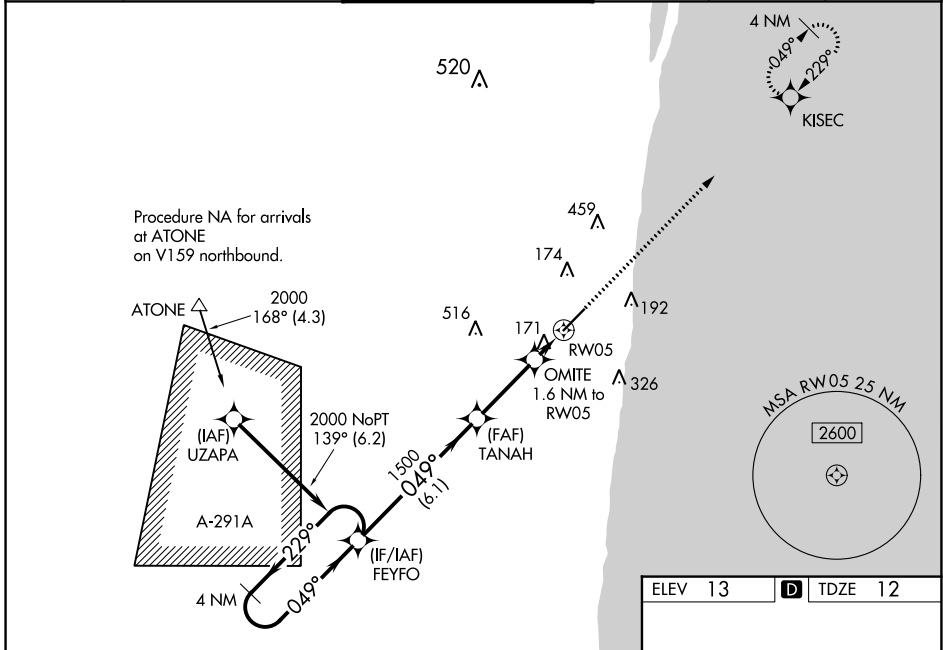 4 NM
049°
229°
KISEC
520
Procedure NA for arrivals
at ATONE
on V159 northbound.
459
174
ATONE
2000
168° (4.3)
192
516
171
RW05
OMITE
1.6 NM to
RW05
326
MSA RW05 25 NM
2600
(IAF)
UZAPA
2000 NoPT
139° (6.2)
(FAF)
TANAH
1500
049°
(6.1)
A-291A
229°
049°
4 NM
(IF/IAF)
FEYFO
ELEV 13 D TDZE 12